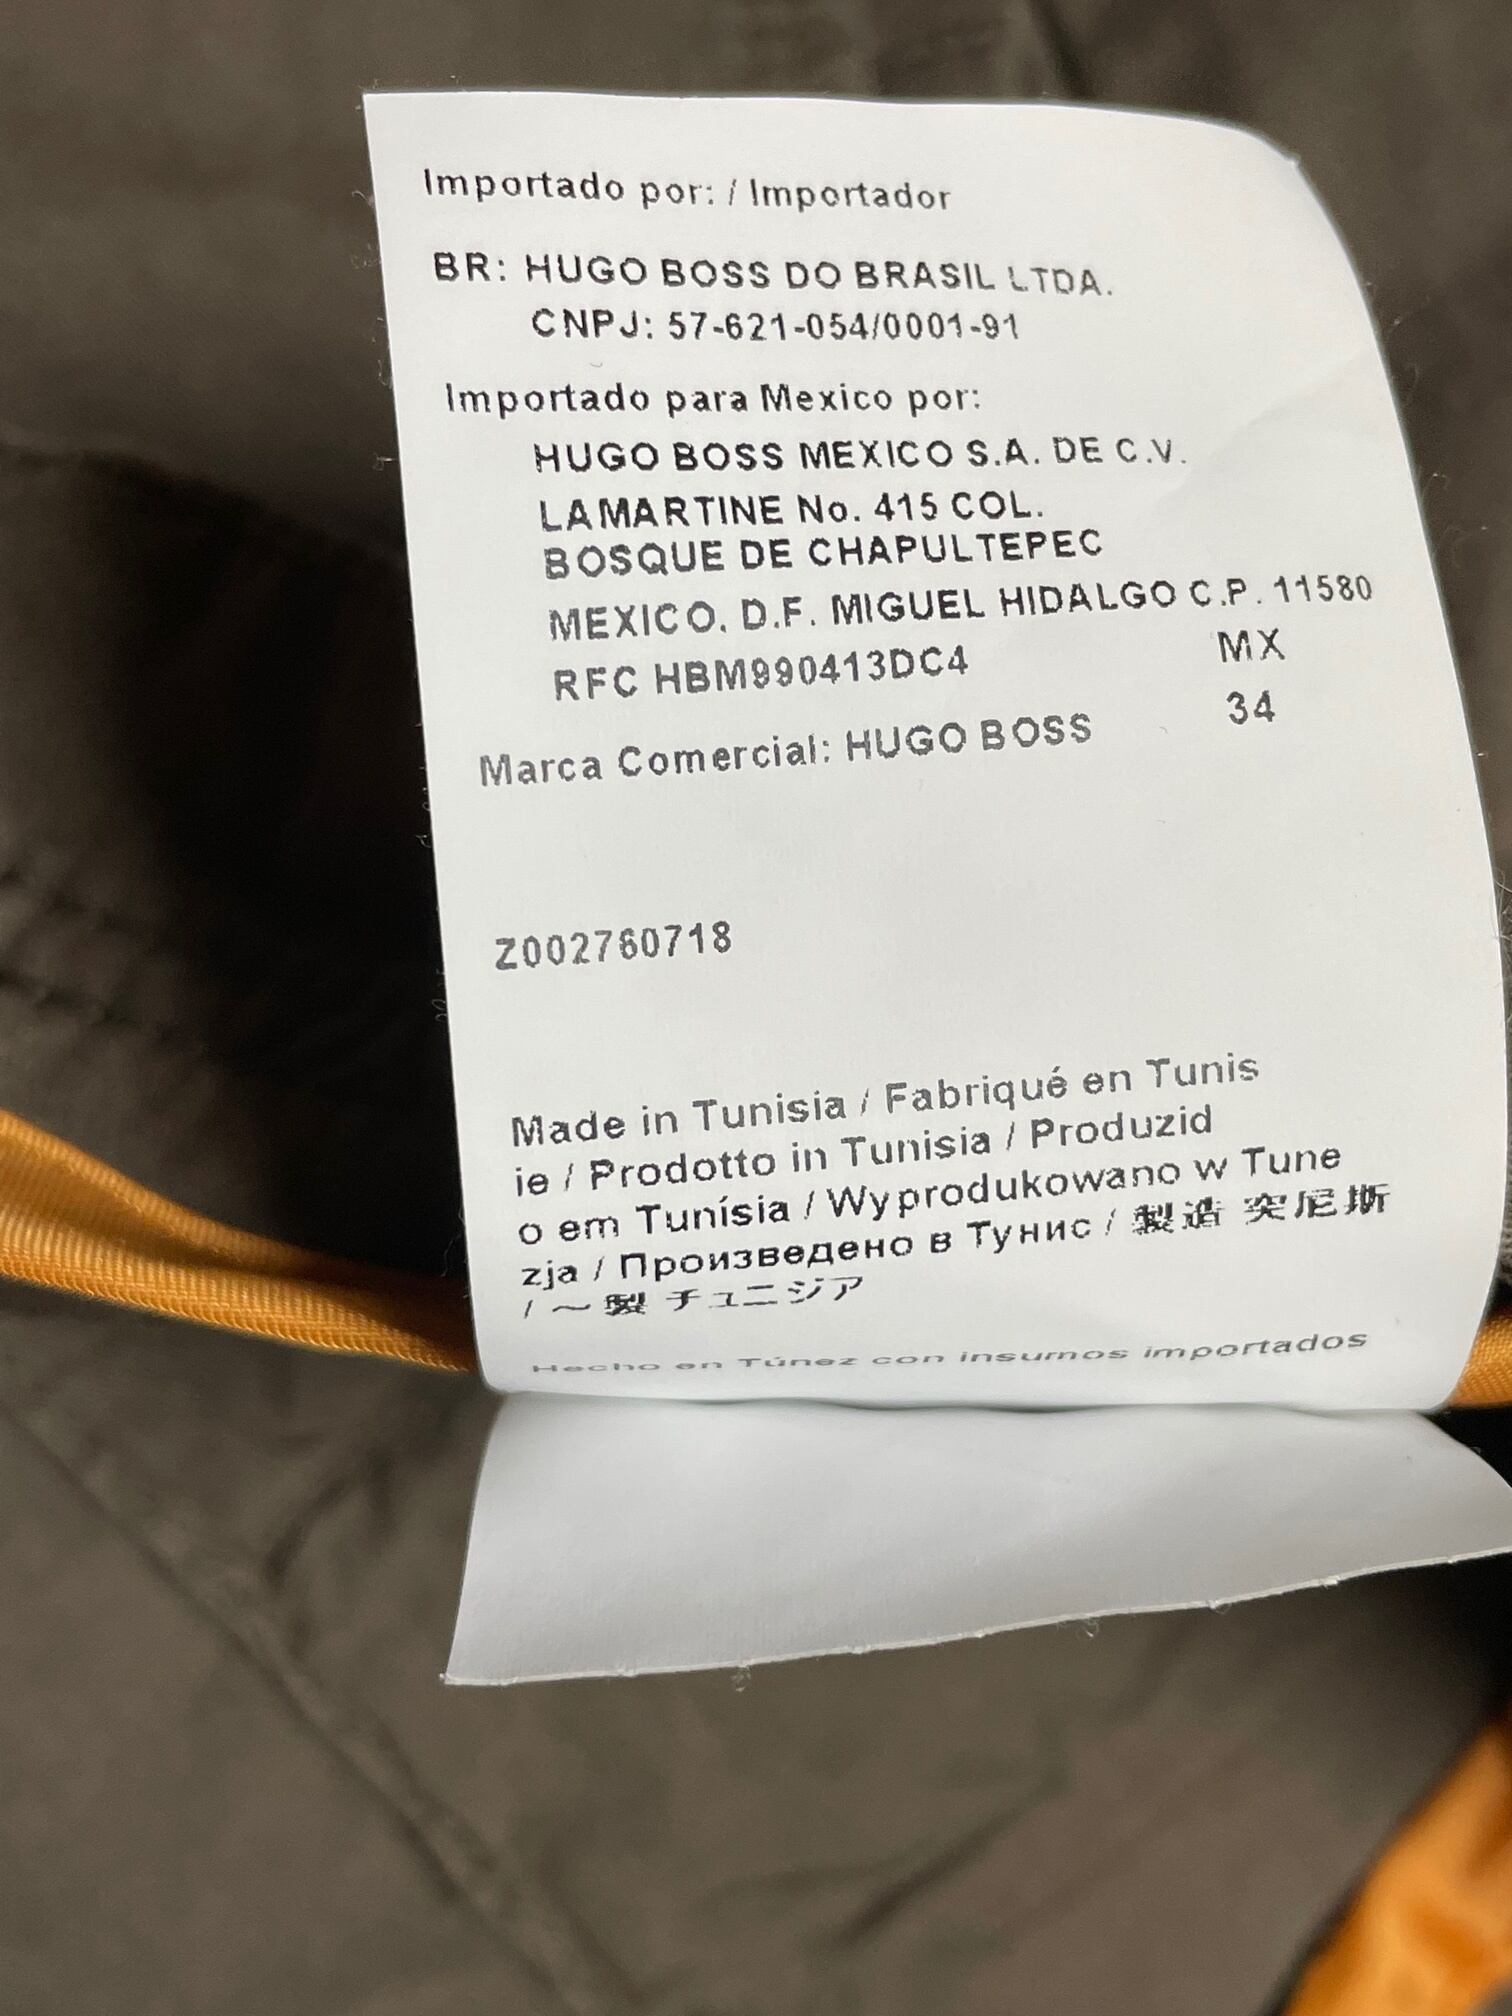 Importado por: / Importador
BR: HUGO BOSS DO BRASIL LTDA.
CNPJ: 57-621-054/0001-91
Importado para Mexico por:
HUGO BOSS MEXICO S.A. DE C.V.
LAMARTINE No. 415 COL.
BOSQUE DE CHAPULTEPEC
MEXICO. D.F. MIGUEL HIDALGO C.P. 11580
RFC HBM990413DC4 MX
34
Marca Comercial: HUGO BOSS
Z002760718
Made in Tunisia / Fabriqué en Tunis
ie / Prodotto in Tunisia / Produzid
o em Tunísia / Wyprodukowano w Tune
zja / Произведено в Тунис / 製造 突尼斯
/ ～製 チュニジア
Hecho en Túnez con insumos importados